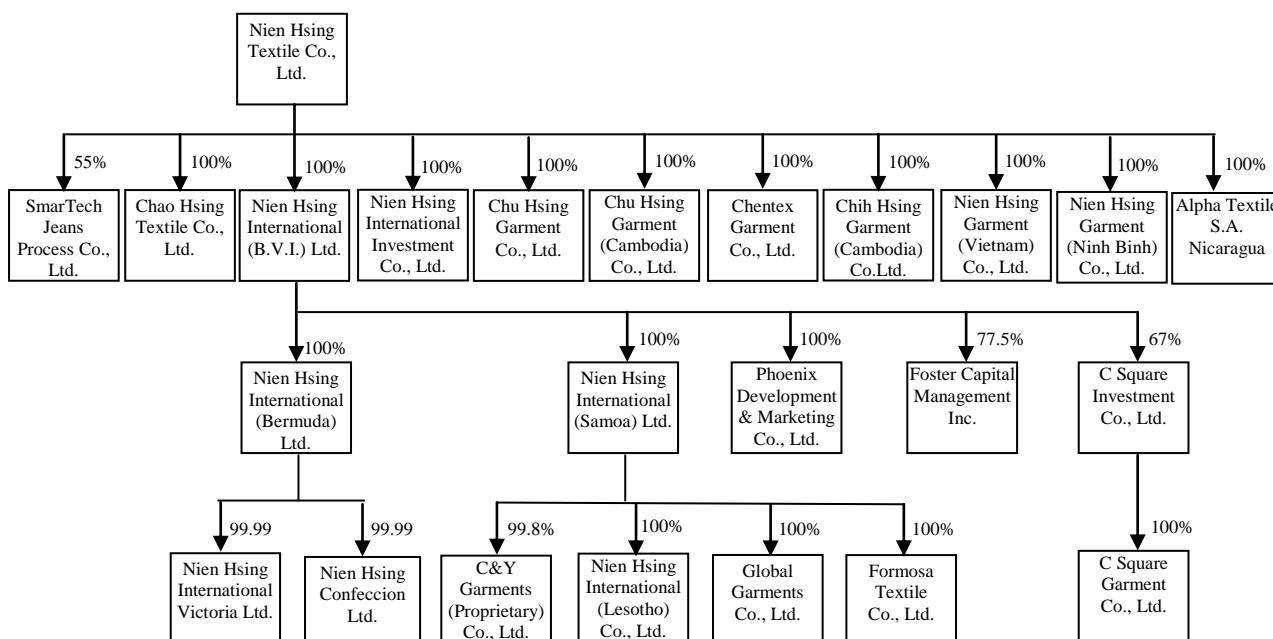 Nien Hsing
Textile Co.,
Ltd.
55%
100%
100%
100%
100%
100%
100%
100%
100%
100%
100%
SmarTech
Jeans
Process Co.,
Ltd.
Chao Hsing
Textile Co.,
Ltd.
Nien Hsing
International
(B.V.I.) Ltd.
Nien Hsing
International
Investment
Co., Ltd.
Chu Hsing
Garment
Co., Ltd.
Chu Hsing
Garment
(Cambodia)
Co., Ltd.
Chentex
Garment
Co., Ltd.
Chih Hsing
Garment
(Cambodia)
Co.Ltd.
Nien Hsing
Garment
(Vietnam)
Co., Ltd.
Nien Hsing
Garment
(Ninh Binh)
Co., Ltd.
Alpha Textile
S.A.
Nicaragua
100%
100%
100%
77.5%
67%
Nien Hsing
International
(Bermuda)
Ltd.
Nien Hsing
International
(Samoa) Ltd.
Phoenix
Development
& Marketing
Co., Ltd.
Foster Capital
Management
Inc.
C Square
Investment
Co., Ltd.
99.99
99.99
99.8%
100%
100%
100%
100%
Nien Hsing
International
Victoria Ltd.
Nien Hsing
Confeccion
Ltd.
C&Y
Garments
(Proprietary)
Co., Ltd.
Nien Hsing
International
(Lesotho)
Co., Ltd.
Global
Garments
Co., Ltd.
Formosa
Textile
Co., Ltd.
C Square
Garment
Co., Ltd.